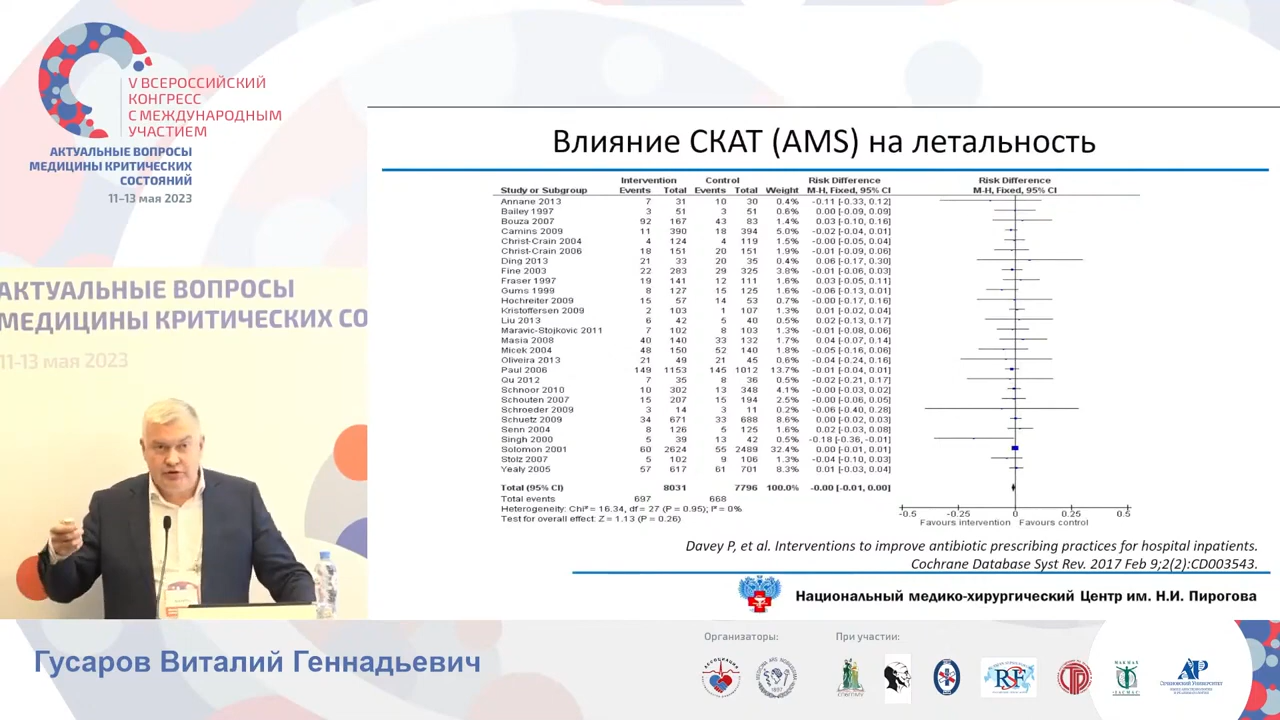 V ВСЕРОССИЙСКИЙ
КОНГРЕСС
С МЕЖДУНАРОДНЫМ
УЧАСТИЕМ
АКТУАЛЬНЫЕ ВОПРОСЫ
МЕДИЦИНЫ КРИТИЧЕСКИХ
СОСТОЯНИЙ
11-13 мая 2023
АКТУАЛЬНЫЕ ВОПРОСЫ
МЕДИЦИНЫ КРИТИЧЕСКИХ СО
11-13 мая 2023
Влияние СКАТ (AMS) на летальность
Intervention Control Risk Difference Risk Difference
Study or Subgroup Events Total Events Total Weight M-H, Fixed, 95% CI M-H, Fixed, 95% CI
Annane 2013 7 31 10 30 0.4% -0.11 [-0.33, 0.12]
Bailey 1997 3 51 3 51 0.6% 0.00 [-0.09, 0.09]
Bouza 2007 92 167 43 83 1.4% 0.03 [-0.10, 0.16]
Camins 2009 11 390 18 394 5.0% -0.02 [-0.04, 0.01]
Christ-Crain 2004 4 124 4 119 1.5% -0.00 [-0.05, 0.04]
Christ-Crain 2006 18 151 20 151 1.9% -0.01 [-0.09, 0.06]
Ding 2013 21 33 20 35 0.4% 0.06 [-0.17, 0.30]
Fine 2003 22 283 29 325 3.8% -0.01 [-0.06, 0.03]
Fraser 1997 19 141 12 111 1.6% 0.03 [-0.05, 0.11]
Gums 1999 8 127 15 125 1.6% -0.06 [-0.13, 0.01]
Hochreiter 2009 15 57 14 53 0.7% -0.00 [-0.17, 0.16]
Kristoffersen 2009 2 103 1 107 1.3% 0.01 [-0.02, 0.04]
Liu 2013 6 42 5 40 0.5% 0.02 [-0.13, 0.17]
Maravic-Stojkovic 2011 7 102 8 103 1.3% -0.01 [-0.08, 0.06]
Masia 2008 40 140 33 132 1.7% 0.04 [-0.07, 0.14]
Micek 2004 48 150 52 140 1.8% -0.05 [-0.16, 0.06]
Oliveira 2013 21 49 21 45 0.6% -0.04 [-0.24, 0.16]
Paul 2006 149 1153 145 1012 13.7% -0.01 [-0.04, 0.01]
Qu 2012 7 35 8 36 0.5% -0.02 [-0.21, 0.17]
Schnoor 2010 10 302 13 348 4.1% -0.00 [-0.03, 0.02]
Schouten 2007 15 207 15 194 2.5% -0.00 [-0.06, 0.05]
Schroeder 2009 3 14 3 11 0.2% -0.06 [-0.40, 0.28]
Schuetz 2009 34 671 33 688 8.6% 0.00 [-0.02, 0.03]
Senn 2004 8 126 5 125 1.6% 0.02 [-0.03, 0.08]
Singh 2000 5 39 13 42 0.5% -0.18 [-0.36, -0.01]
Solomon 2001 60 2624 55 2489 32.4% 0.00 [-0.01, 0.01]
Stolz 2007 5 102 9 106 1.3% -0.04 [-0.10, 0.03]
Yealy 2005 57 617 61 701 8.3% 0.01 [-0.03, 0.04]
Total (95% CI) 8031 7796 100.0% -0.00 [-0.01, 0.00]
Total events 697 668
Heterogeneity: Chi² = 16.34, df = 27 (P = 0.95); I² = 0%
Test for overall effect: Z = 1.13 (P = 0.26)
-0.5 -0.25 0 0.25 0.5
Favours intervention Favours control
Davey P, et al. Interventions to improve antibiotic prescribing practices for hospital inpatients.
Cochrane Database Syst Rev. 2017 Feb 9;2(2):CD003543.
Национальный медико-хирургический Центр им. Н.И. Пирогова
Гусаров Виталий Геннадьевич
Организаторы: При участии:
RSF
АР
Сеченовский Университет